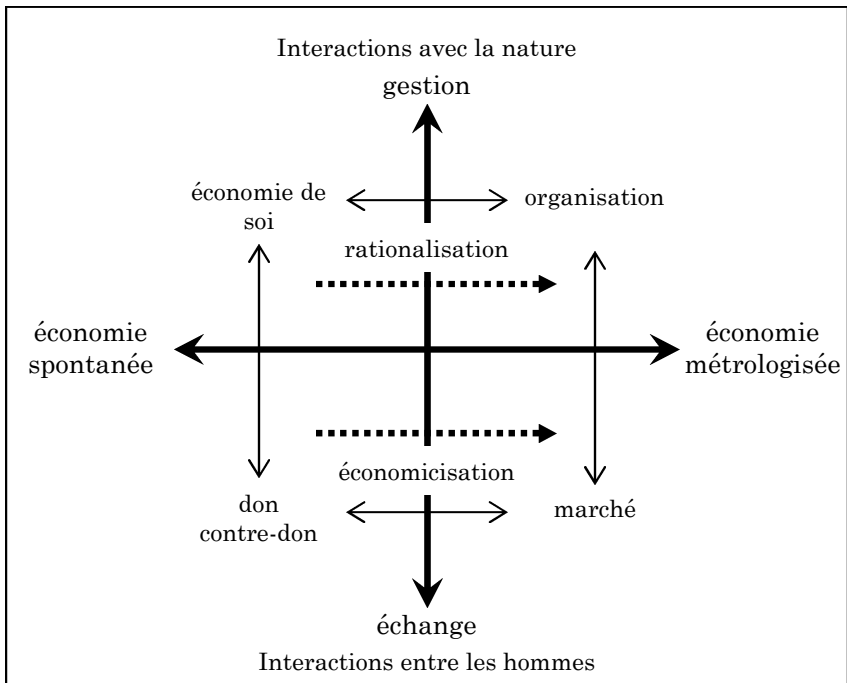 Interactions avec la nature
gestion
économie de
soi
organisation
rationalisation
économie
spontanée
économie
métrologisée
économicisation
don
contre-don
marché
échange
Interactions entre les hommes